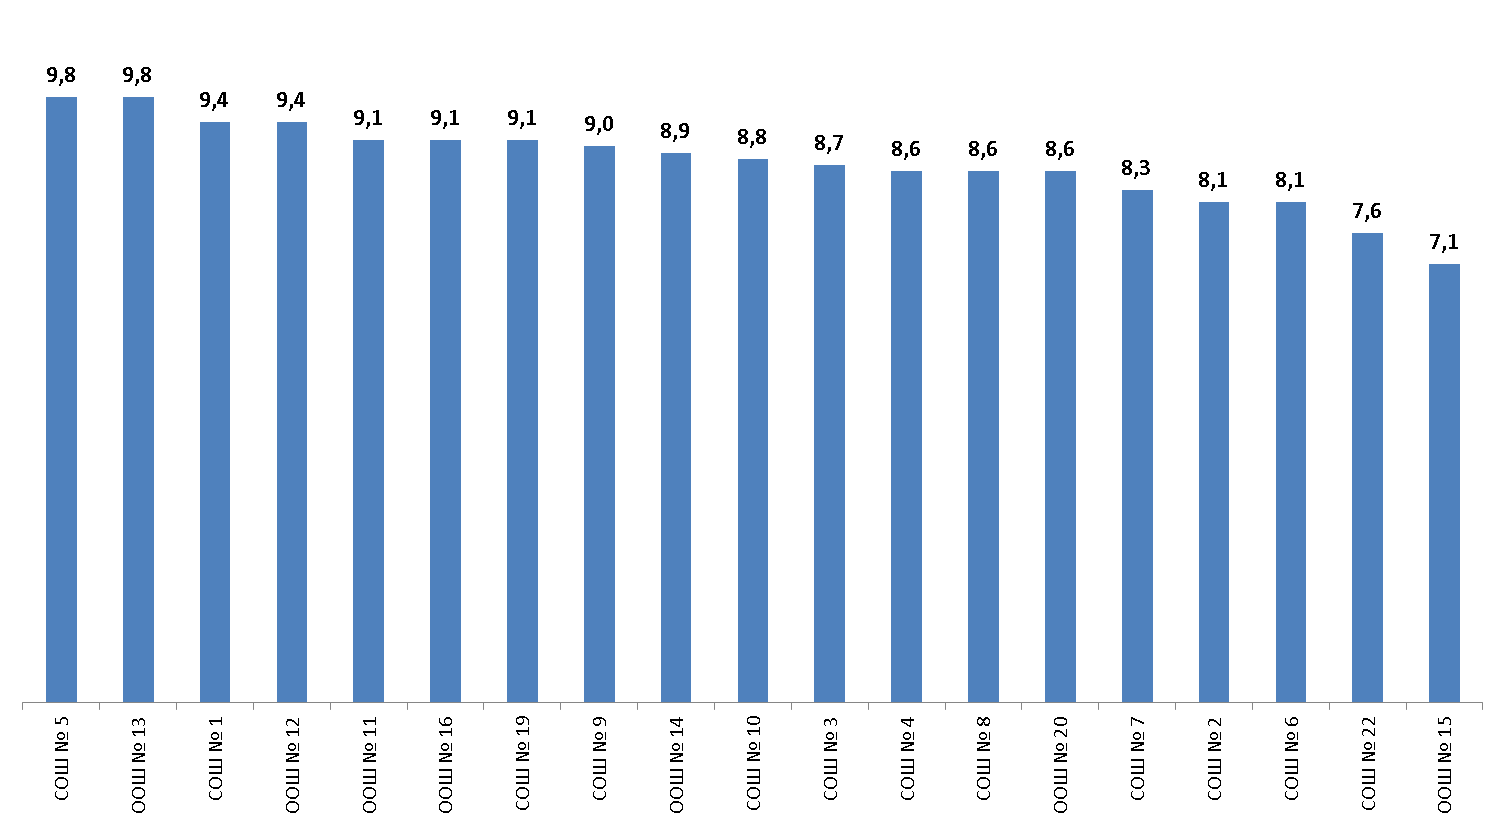 9,8
9,8
9,4
9,4
9,1
9,1
9,1
9,0
8,9
8,8
8,7
8,6
8,6
8,6
8,3
8,1
8,1
7,6
7,1
СОШ № 5
ООШ № 13
СОШ № 1
ООШ № 12
ООШ № 11
ООШ № 16
СОШ № 19
СОШ № 9
ООШ № 14
СОШ № 10
СОШ № 3
СОШ № 4
СОШ № 8
ООШ № 20
СОШ № 7
СОШ № 2
СОШ № 6
СОШ № 22
ООШ № 15